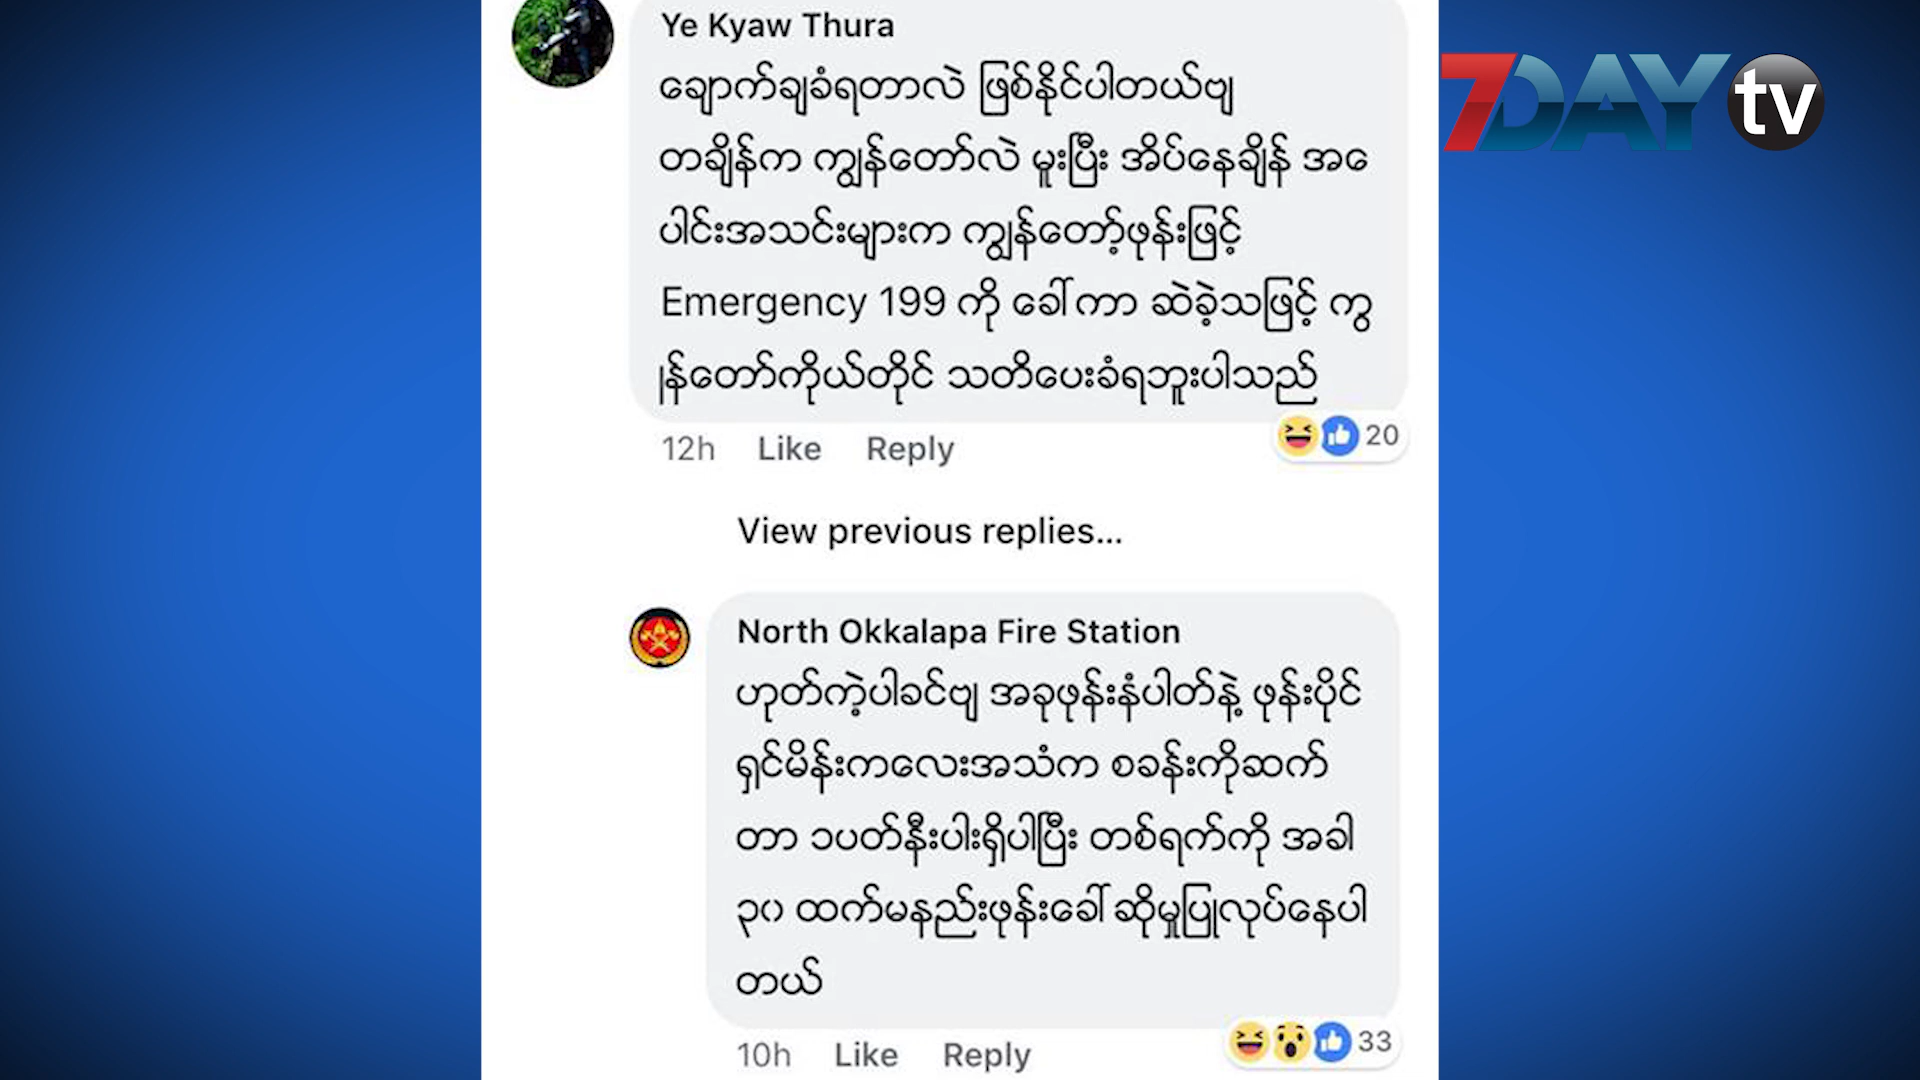 Ye Kyaw Thura
7DAY tv
ချောက်ချခံရတာလဲ ဖြစ်နိုင်ပါတယ်ဗျ
တချိန်က ကျွန်တော်လဲ မူးပြီး အိပ်နေချိန် အပေ
ါင်းအသင်းများက ကျွန်တော့်ဖုန်းဖြင့်
Emergency 199 ကို ခေါ်ကာ ဆဲခဲ့သဖြင့် ကျွ
န်တော်ကိုယ်တိုင် သတိပေးခံရဘူးပါသည်
12h Like Reply 20
View previous replies...
North Okkalapa Fire Station
ဟုတ်ကဲ့ပါခင်ဗျ အခုဖုန်းနံပါတ်နဲ့ ဖုန်းပိုင်
ရှင်မိန်းကလေးအသံက စခန်းကိုဆက်
တာ ၁ပတ်နီးပါးရှိပါပြီး တစ်ရက်ကို အခါ
၃၀ ထက်မနည်းဖုန်းခေါ်ဆိုမှုပြုလုပ်နေပါ
တယ်
10h Like Reply 33